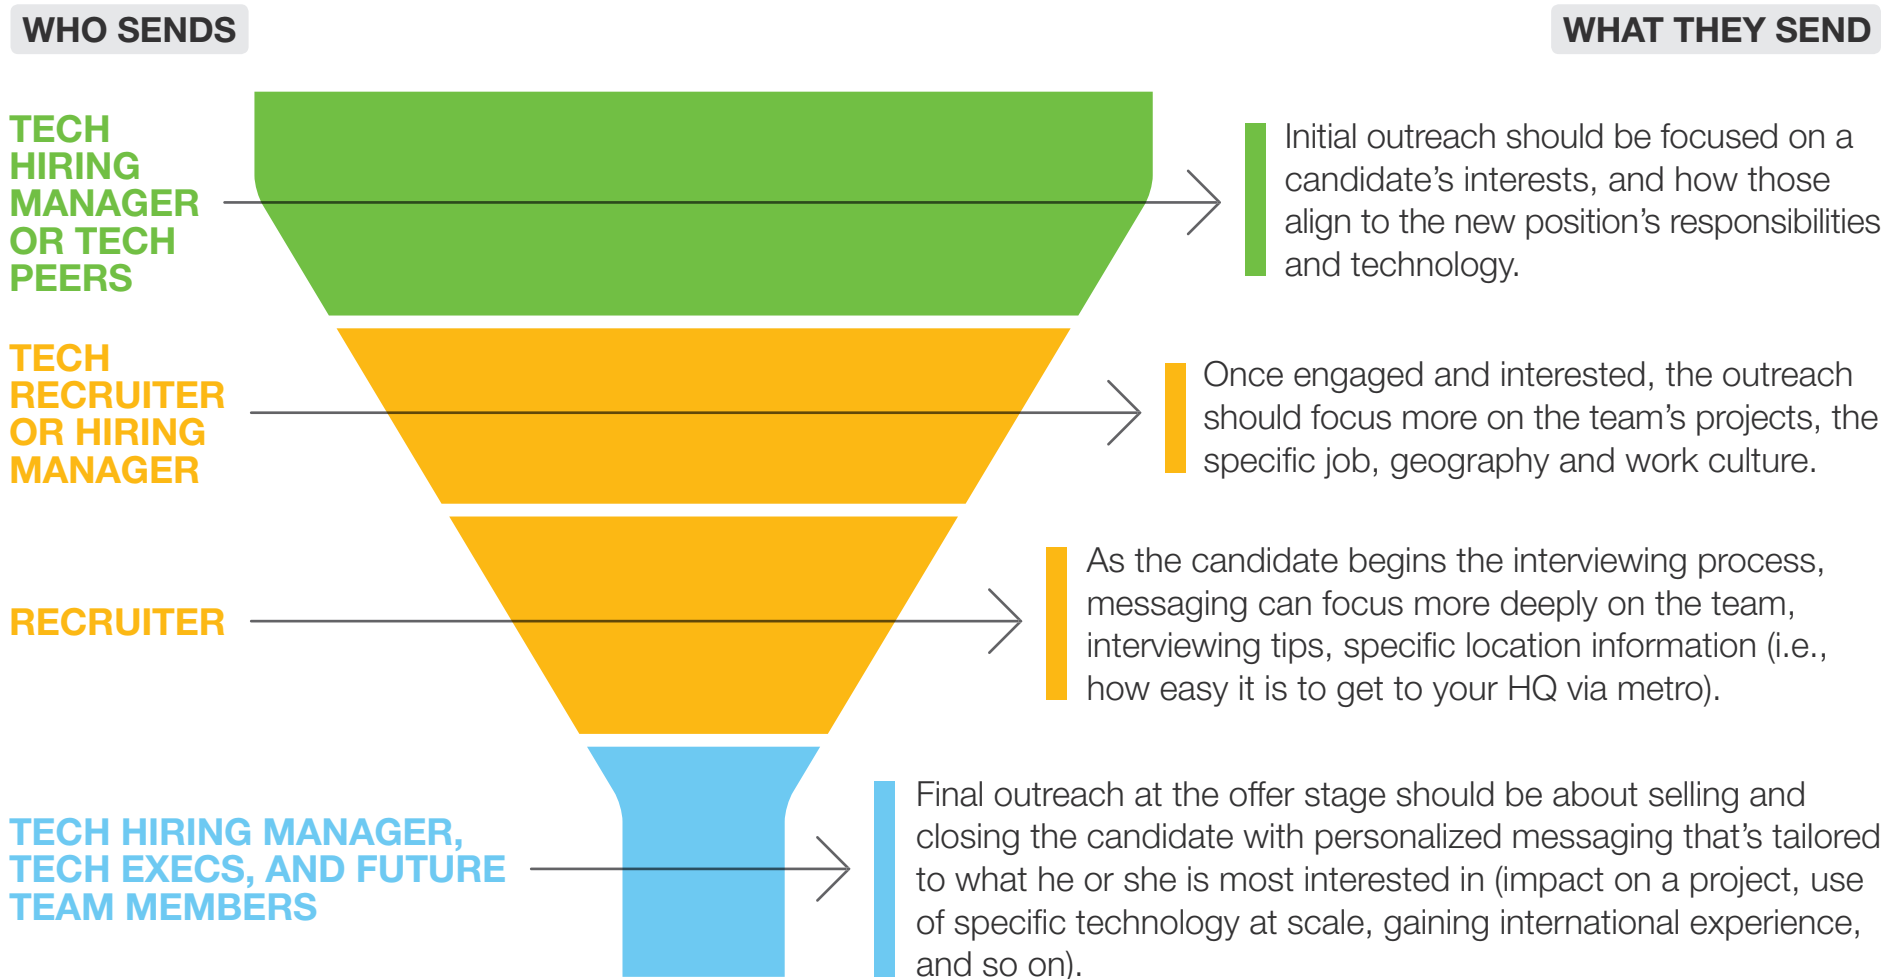 WHO SENDS
WHAT THEY SEND
TECH
HIRING
MANAGER
OR TECH
PEERS
Initial outreach should be focused on a
candidate’s interests, and how those
align to the new position’s responsibilities
and technology.
TECH
RECRUITER
OR HIRING
MANAGER
Once engaged and interested, the outreach
should focus more on the team’s projects, the
specific job, geography and work culture.
RECRUITER
As the candidate begins the interviewing process,
messaging can focus more deeply on the team,
interviewing tips, specific location information (i.e.,
how easy it is to get to your HQ via metro).
TECH HIRING MANAGER,
TECH EXECS, AND FUTURE
TEAM MEMBERS
Final outreach at the offer stage should be about selling and
closing the candidate with personalized messaging that’s tailored
to what he or she is most interested in (impact on a project, use
of specific technology at scale, gaining international experience,
and so on).